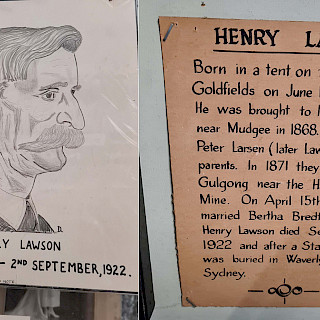 RY LAWSON
- 2ND SEPTEMBER, 1922.
HENRY LA
Born in a tent on
Goldfields on June
He was brought to
near Mudgee in 1868.
Peter Larsen (later Law
parents. In 1871 they
Gulgong near the H
Mine. On April 15th
married Bertha Bredt
Henry Lawson died Se
1922 and after a Sta
was buried in Waverl
Sydney.